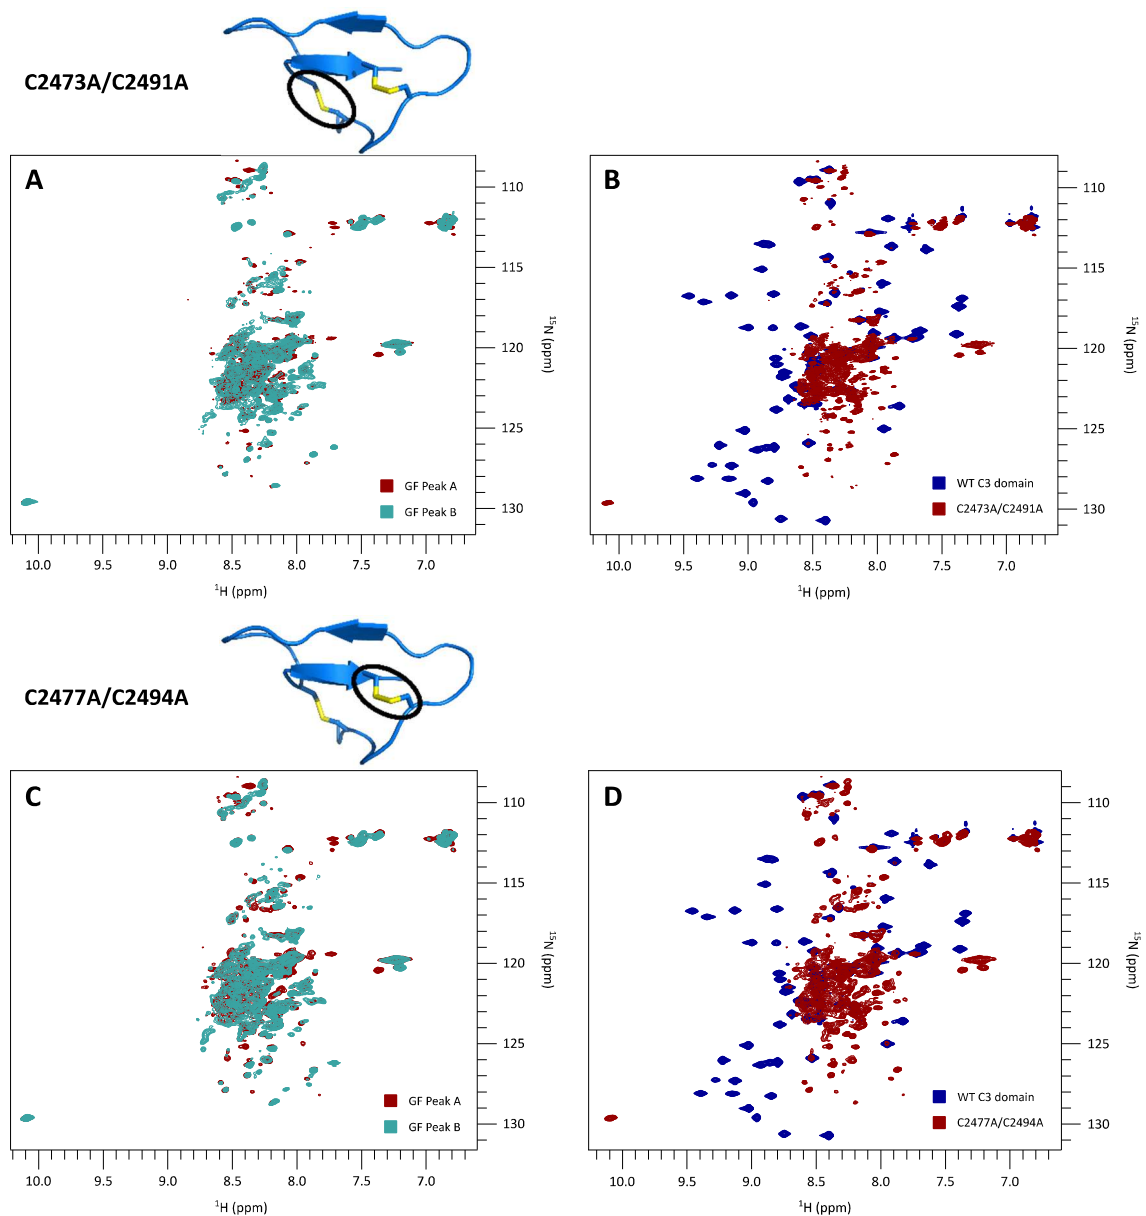 C2473A/C2491A
A
110
115
120
125
130
¹⁵N (ppm)
GF Peak A
GF Peak B
10.0 9.5 9.0 8.5 8.0 7.5 7.0
¹H (ppm)
B
110
115
120
125
130
¹⁵N (ppm)
WT C3 domain
C2473A/C2491A
10.0 9.5 9.0 8.5 8.0 7.5 7.0
¹H (ppm)
C2477A/C2494A
C
110
115
120
125
130
¹⁵N (ppm)
GF Peak A
GF Peak B
10.0 9.5 9.0 8.5 8.0 7.5 7.0
¹H (ppm)
D
110
115
120
125
130
¹⁵N (ppm)
WT C3 domain
C2477A/C2494A
10.0 9.5 9.0 8.5 8.0 7.5 7.0
¹H (ppm)